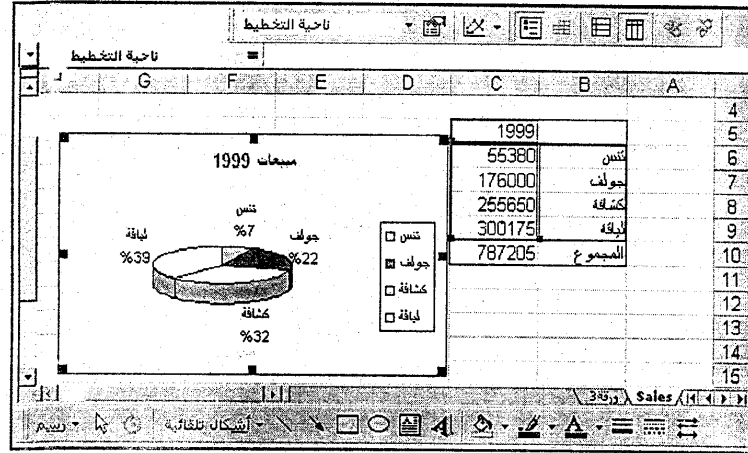 ناحية التخطيط
ناحية التخطيط =
A B C D E F G
4
5 1999
6 تنس 55380
7 جولف 176000
8 كشافة 255650
9 لياقة 300175
10 المجموع 787205
11
12
13
14
15
مبيعات 1999
تنس
%7
جولف
%22
كشافة
%32
لياقة
%39
تنس
جولف
كشافة
لياقة
Sales ورقة3
رسم أشكال تلقائية